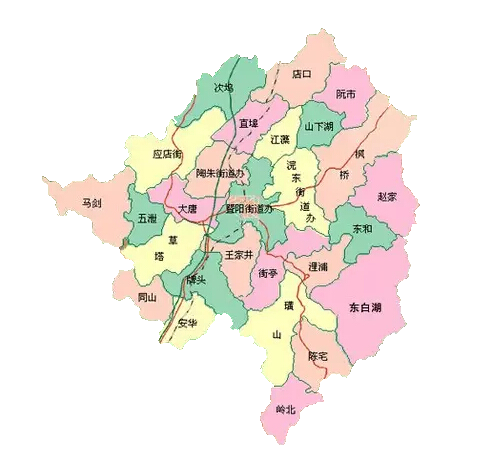 店口
次坞
阮市
直埠
山下湖
江藻
枫桥
应店街
陶朱街道办
浣东街道办
赵家
马剑
大唐
暨阳街道办
五泄
东和
草塔
王家井
街亭
浬浦
牌头
同山
东白湖
璜山
安华
陈宅
岭北